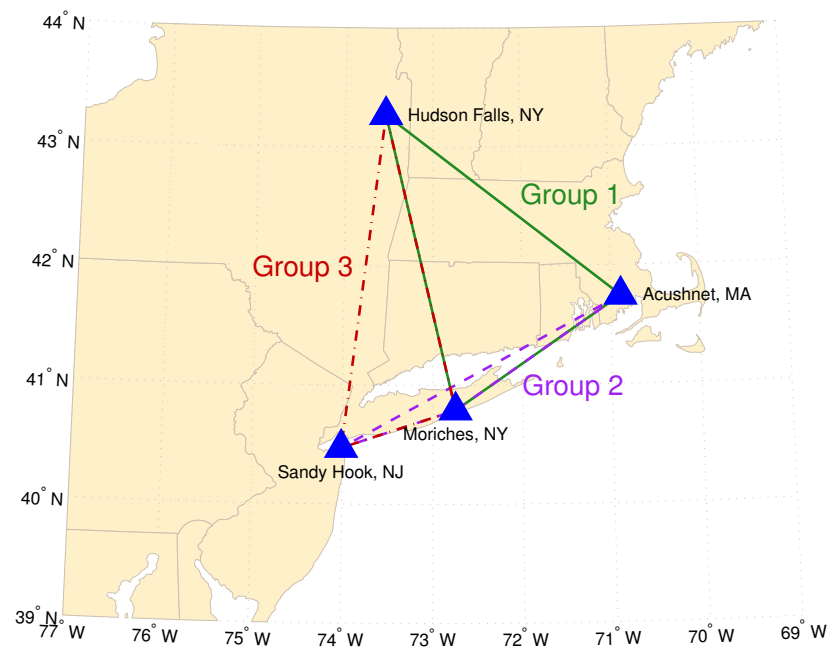 44° N
Hudson Falls, NY
43° N
Group 1
42° N
Group 3
Acushnet, MA
41° N
Group 2
Moriches, NY
Sandy Hook, NJ
40° N
39° N
77° W 76° W 75° W 74° W 73° W 72° W 71° W 70° W 69° W